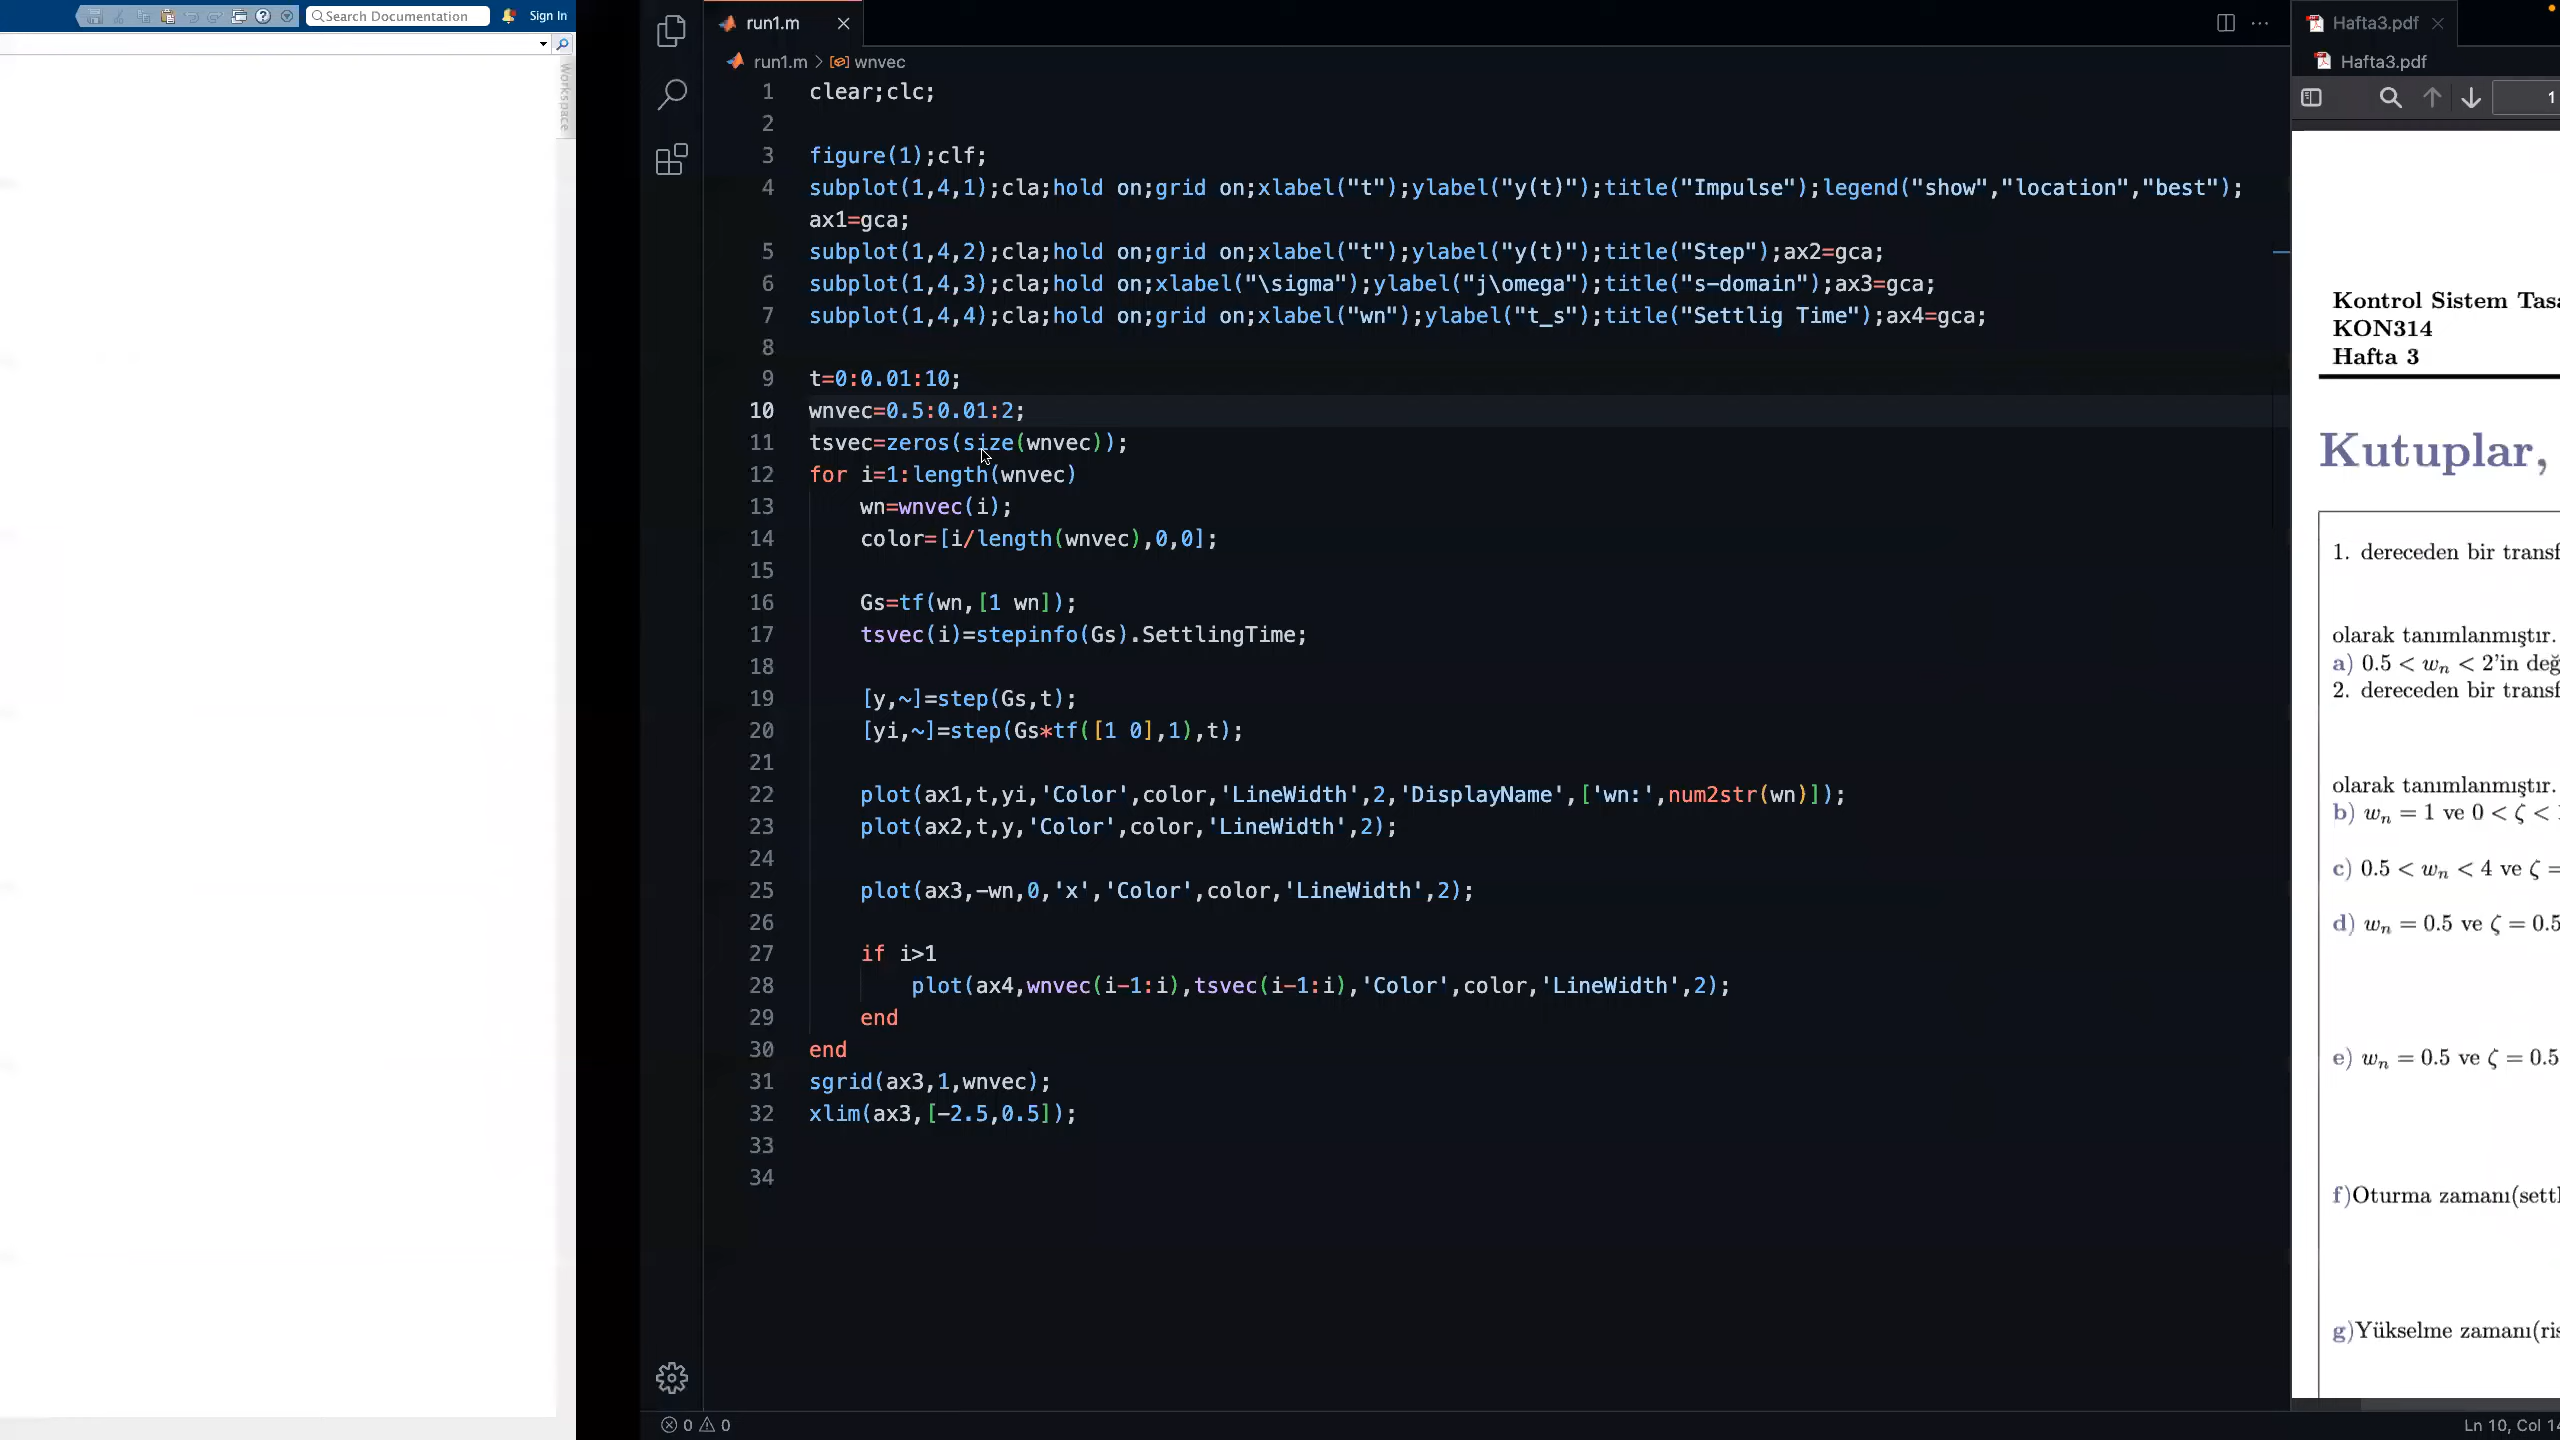 Search Documentation
Sign In
Workspace
run1.m
run1.m > wnvec
1 clear;clc;
2
3 figure(1);clf;
4 subplot(1,4,1);cla;hold on;grid on;xlabel("t");ylabel("y(t)");title("Impulse");legend("show","location","best");
ax1=gca;
5 subplot(1,4,2);cla;hold on;grid on;xlabel("t");ylabel("y(t)");title("Step");ax2=gca;
6 subplot(1,4,3);cla;hold on;xlabel("\sigma");ylabel("j\omega");title("s-domain");ax3=gca;
7 subplot(1,4,4);cla;hold on;grid on;xlabel("wn");ylabel("t_s");title("Settlig Time");ax4=gca;
8
9 t=0:0.01:10;
10 wnvec=0.5:0.01:2;
11 tsvec=zeros(size(wnvec));
12 for i=1:length(wnvec)
13 wn=wnvec(i);
14 color=[i/length(wnvec),0,0];
15
16 Gs=tf(wn,[1 wn]);
17 tsvec(i)=stepinfo(Gs).SettlingTime;
18
19 [y,~]=step(Gs,t);
20 [yi,~]=step(Gs*tf([1 0],1),t);
21
22 plot(ax1,t,yi,'Color',color,'LineWidth',2,'DisplayName',['wn:',num2str(wn)]);
23 plot(ax2,t,y,'Color',color,'LineWidth',2);
24
25 plot(ax3,-wn,0,'x','Color',color,'LineWidth',2);
26
27 if i>1
28 plot(ax4,wnvec(i-1:i),tsvec(i-1:i),'Color',color,'LineWidth',2);
29 end
30 end
31 sgrid(ax3,1,wnvec);
32 xlim(ax3,[-2.5,0.5]);
33
34
0 0
Hafta3.pdf
Hafta3.pdf
1
Kontrol Sistem Tasa
KON314
Hafta 3
Kutuplar,
1. dereceden bir transf
olarak tanımlanmıştır.
a) 0.5 < wn < 2'in değ
2. dereceden bir transf
olarak tanımlanmıştır.
b) wn = 1 ve 0 < ζ <
c) 0.5 < wn < 4 ve ζ =
d) wn = 0.5 ve ζ = 0.5
e) wn = 0.5 ve ζ = 0.5
f)Oturma zamanı(settl
g)Yükselme zamanı(ris
Ln 10, Col 14